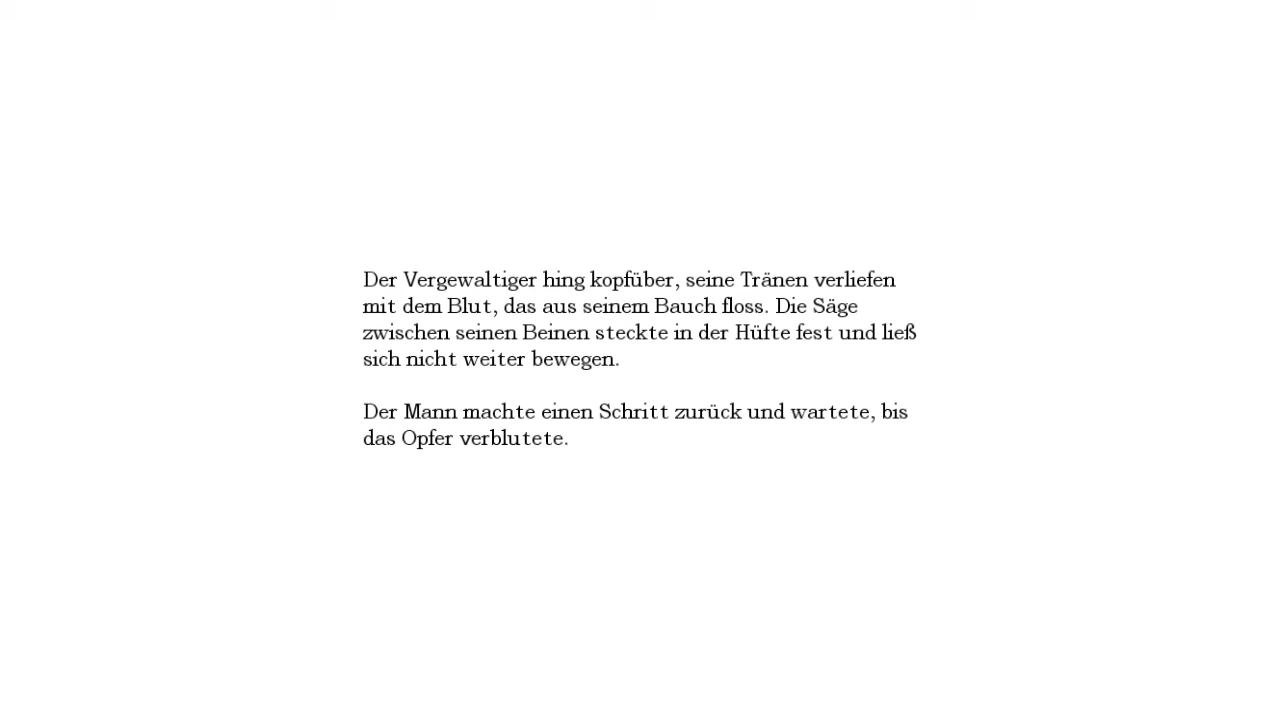 Der Vergewaltiger hing kopfüber, seine Tränen verliefen
mit dem Blut, das aus seinem Bauch floss. Die Säge
zwischen seinen Beinen steckte in der Hüfte fest und ließ
sich nicht weiter bewegen.
Der Mann machte einen Schritt zurück und wartete, bis
das Opfer verblutete.